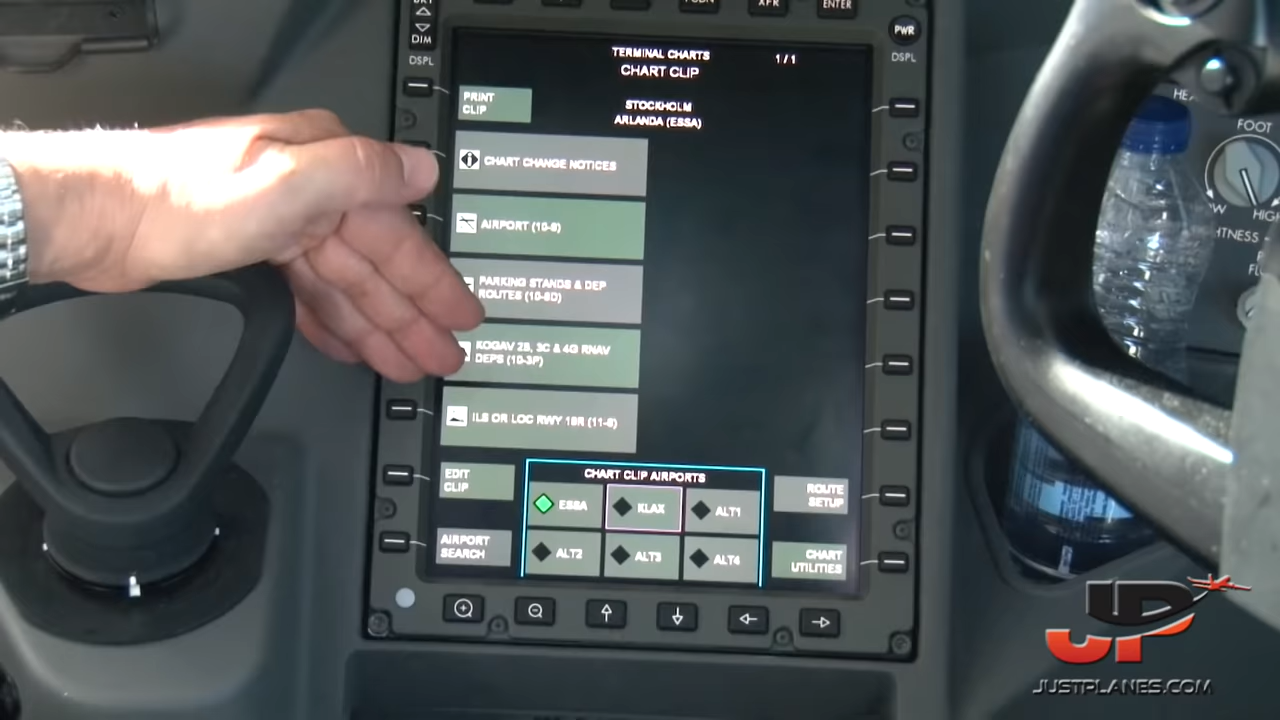 XFR
ENTER
DIM
DSPL
PWR
DSPL
TERMINAL CHARTS
1 / 1
CHART CLIP
PRINT
CLIP
STOCKHOLM
ARLANDA (ESSA)
CHART CHANGE NOTICES
AIRPORT (10-9)
PARKING STANDS & DEP
ROUTES (10-9D)
KOGAV 2S, 3C & 4G RNAV
DEPS (10-3P)
ILS OR LOC RWY 19R (11-6)
EDIT
CLIP
CHART CLIP AIRPORTS
ROUTE
SETUP
ESSA
KLAX
ALT1
AIRPORT
SEARCH
ALT2
ALT3
ALT4
CHART
UTILITIES
FOOT
HIGH
JP
JUSTPLANES.COM